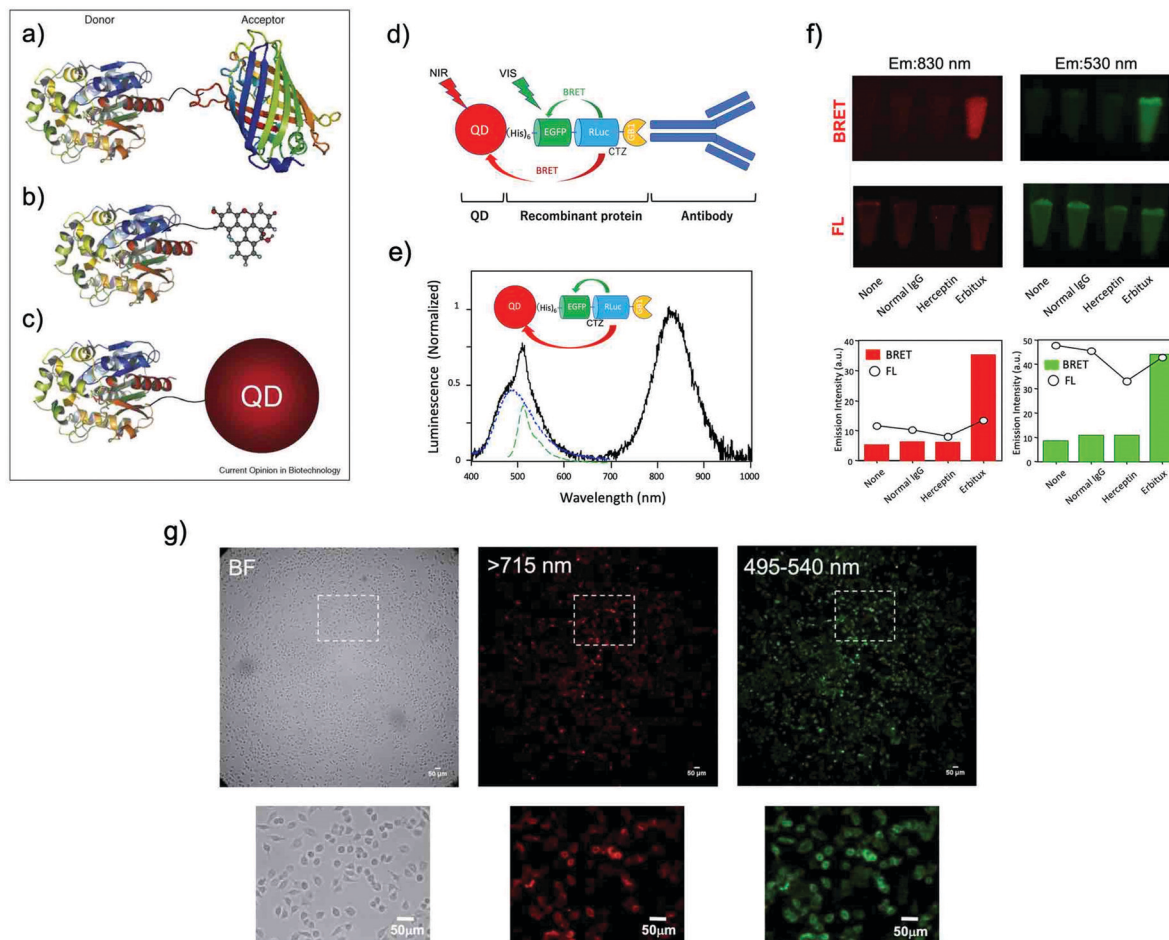 Donor
Acceptor
a)
b)
c)
QD
Current Opinion in Biotechnology
d)
NIR
VIS
BRET
QD
(His)6
EGFP
RLuc
GB1
CTZ
BRET
QD
Recombinant protein
Antibody
e)
Luminescence (Normalized)
1
0.5
0
QD
(His)6
EGFP
RLuc
GB1
CTZ
400 500 600 700 800 900 1000
Wavelength (nm)
f)
Em:830 nm
Em:530 nm
BRET
FL
None
Normal IgG
Herceptin
Erbitux
None
Normal IgG
Herceptin
Erbitux
Emission Intensity (a.u.)
40
30
20
10
0
BRET
FL
None
Normal IgG
Herceptin
Erbitux
Emission Intensity (a.u.)
50
40
30
20
10
0
BRET
FL
None
Normal IgG
Herceptin
Erbitux
g)
BF
50 μm
>715 nm
50 μm
495-540 nm
50 μm
50μm
50μm
50μm